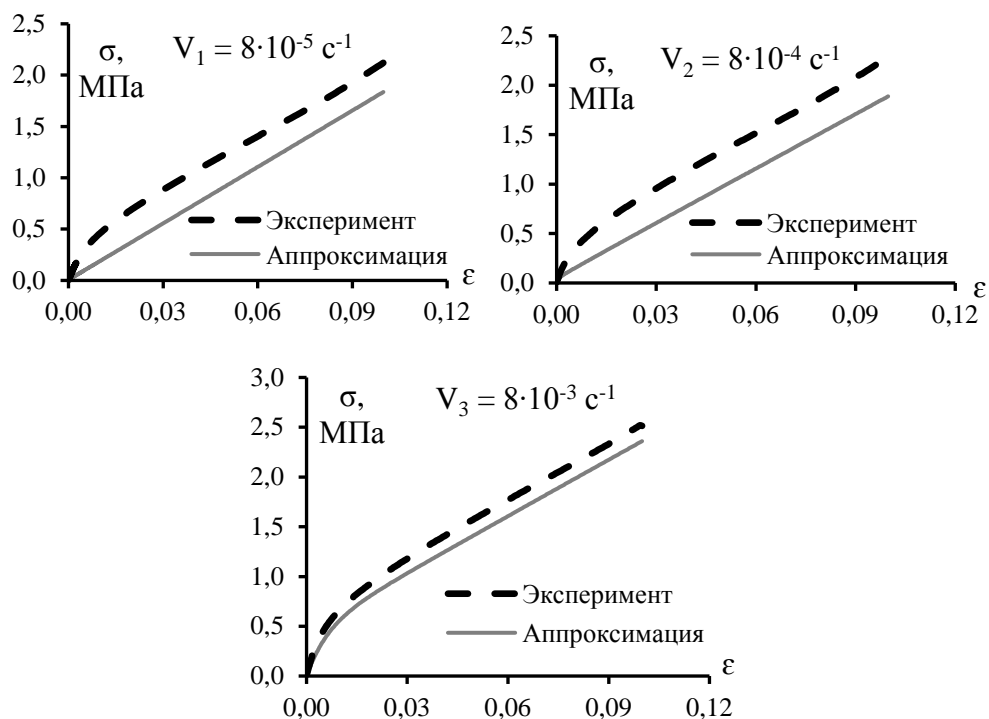 2,5
σ,
МПа
V₁ = 8·10⁻⁵ с⁻¹
2,0
1,5
1,0
0,5
0,0
Эксперимент
Аппроксимация
ε
0,00 0,03 0,06 0,09 0,12
2,5
σ,
МПа
V₂ = 8·10⁻⁴ с⁻¹
2,0
1,5
1,0
0,5
0,0
Эксперимент
Аппроксимация
ε
0,00 0,03 0,06 0,09 0,12
3,0
σ,
МПа
V₃ = 8·10⁻³ с⁻¹
2,5
2,0
1,5
1,0
0,5
0,0
Эксперимент
Аппроксимация
ε
0,00 0,03 0,06 0,09 0,12